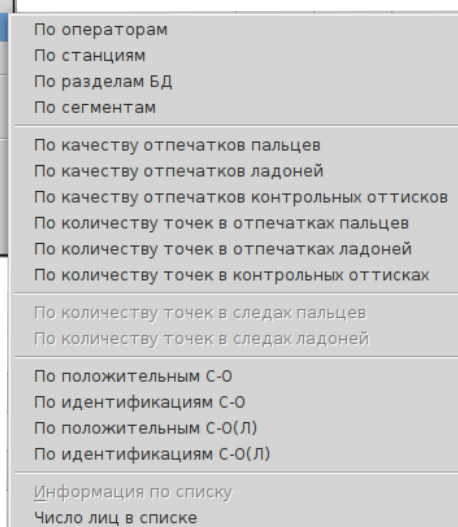 По операторам
По станциям
По разделам БД
По сегментам
По качеству отпечатков пальцев
По качеству отпечатков ладоней
По качеству отпечатков контрольных оттисков
По количеству точек в отпечатках пальцев
По количеству точек в отпечатках ладоней
По количеству точек в контрольных оттисках
По количеству точек в следах пальцев
По количеству точек в следах ладоней
По положительным С-О
По идентификациям С-О
По положительным С-О(Л)
По идентификациям С-О(Л)
Информация по списку
Число лиц в списке